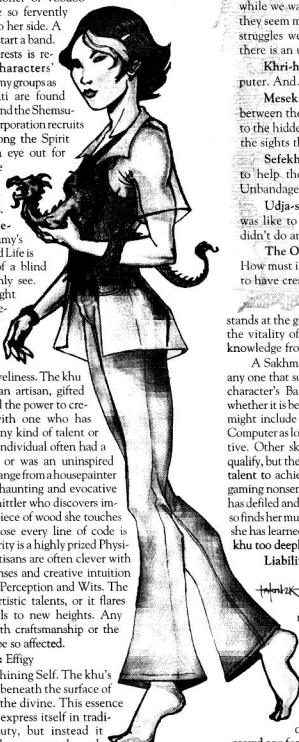 so fervently
o her side. A
start a band.
rests is re-
haracters'
my groups as
ti are found
nd the Shemsu-
rporation recruits
ong the Spirit
eye out for
e-
my's
d Life is
of a blind
nly see.
ght
e-
veliness. The khu
an artisan, gifted
d the power to cre-
with one who has
ny kind of talent or
ndividual often had a
or was an uninspired
ange from a housepainter
haunting and evocative
hittler who discovers im-
piece of wood she touches
ose every line of code is
rity is a highly prized Physi-
tisans are often clever with
nses and creative intuition
Perception and Wits. The
rtistic talents, or it flares
ls to new heights. Any
th craftsmanship or the
be so affected.
: Effigy
hining Self. The khu's
beneath the surface of
the divine. This essence
express itself in tradi-
uty, but instead it
while we wa
they seem m
struggles we
there is an u
Khri-h
puter. And.
Mesek
between the
to the hidde
the sights th
Sefekh
to help the
Unbandage
Udja-s
was like to
didn't do an
The O
How must i
to have cre
stands at the g
the vitality of
knowledge fro
A Sakhm
any one that su
character's Ba
whether it is be
might include
Computer as lo
tive. Other sk
qualify, but the
talent to achie
gaming nonsen
has defiled and
so finds her mu
she has learned
khu too deepl
Liabilit